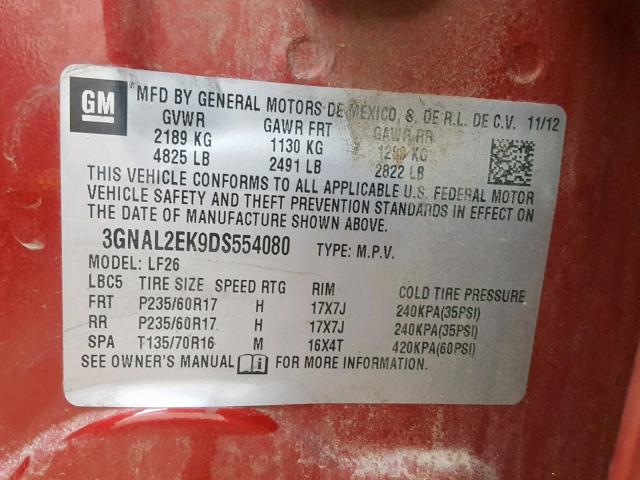 GM
MFD BY GENERAL MOTORS DE MEXICO, S. DE R.L. DE C.V. 11/12
GVWR GAWR FRT GAWR RR
2189 KG 1130 KG 1280 KG
4825 LB 2491 LB 2822 LB
THIS VEHICLE CONFORMS TO ALL APPLICABLE U.S. FEDERAL MOTOR
VEHICLE SAFETY AND THEFT PREVENTION STANDARDS IN EFFECT ON
THE DATE OF MANUFACTURE SHOWN ABOVE.
3GNAL2EK9DS554080 TYPE: M.P.V.
MODEL: LF26
LBC5 TIRE SIZE SPEED RTG RIM COLD TIRE PRESSURE
FRT P235/60R17 H 17X7J 240KPA(35PSI)
RR P235/60R17 H 17X7J 240KPA(35PSI)
SPA T135/70R16 M 16X4T 420KPA(60PSI)
SEE OWNER'S MANUAL FOR MORE INFORMATION.